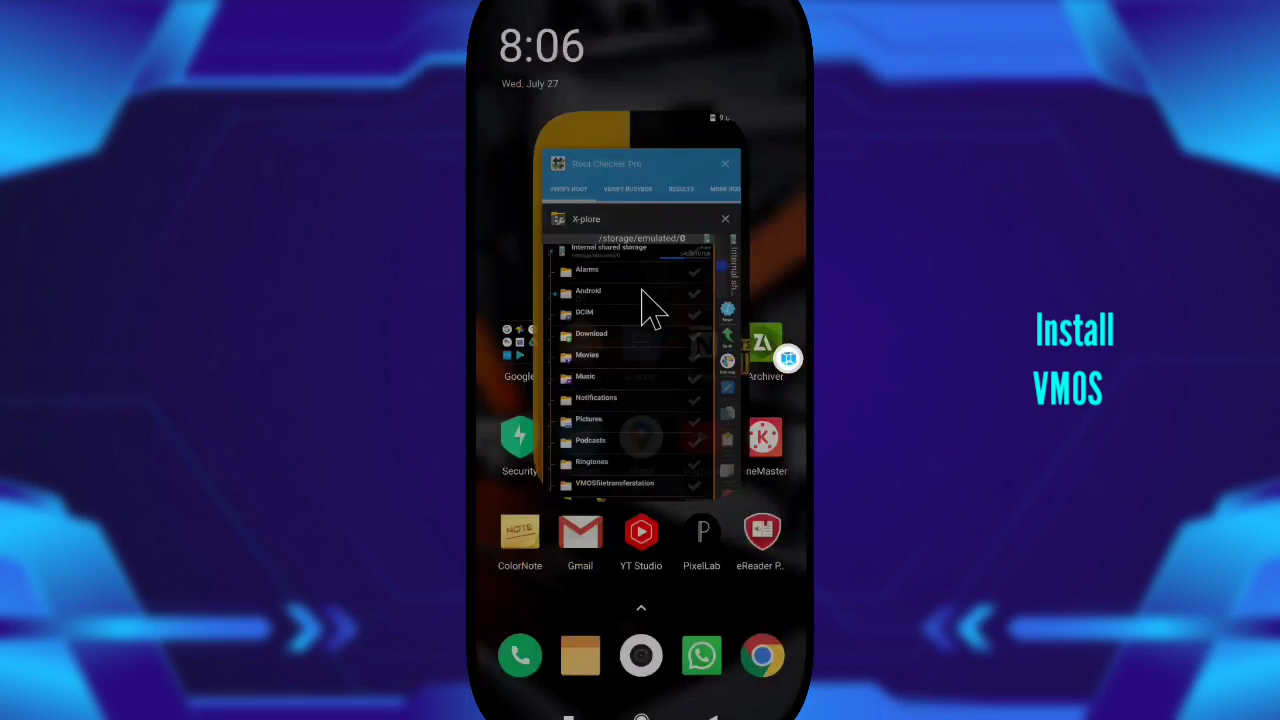 8:06
Wed, July 27
Root Checker Pro
VERIFY ROOT
VERIFY BUSYBOX
RESULTS
X-plore
/storage/emulated/0
Internal shared storage
Alarms
Android
DCIM
Download
Movies
Music
Notifications
Pictures
Podcasts
Ringtones
VMOSfiletransferstation
Google
Archiver
Security
neMaster
NOTE
ColorNote
Gmail
YT Studio
PixelLab
eReader P..
Install
VMOS